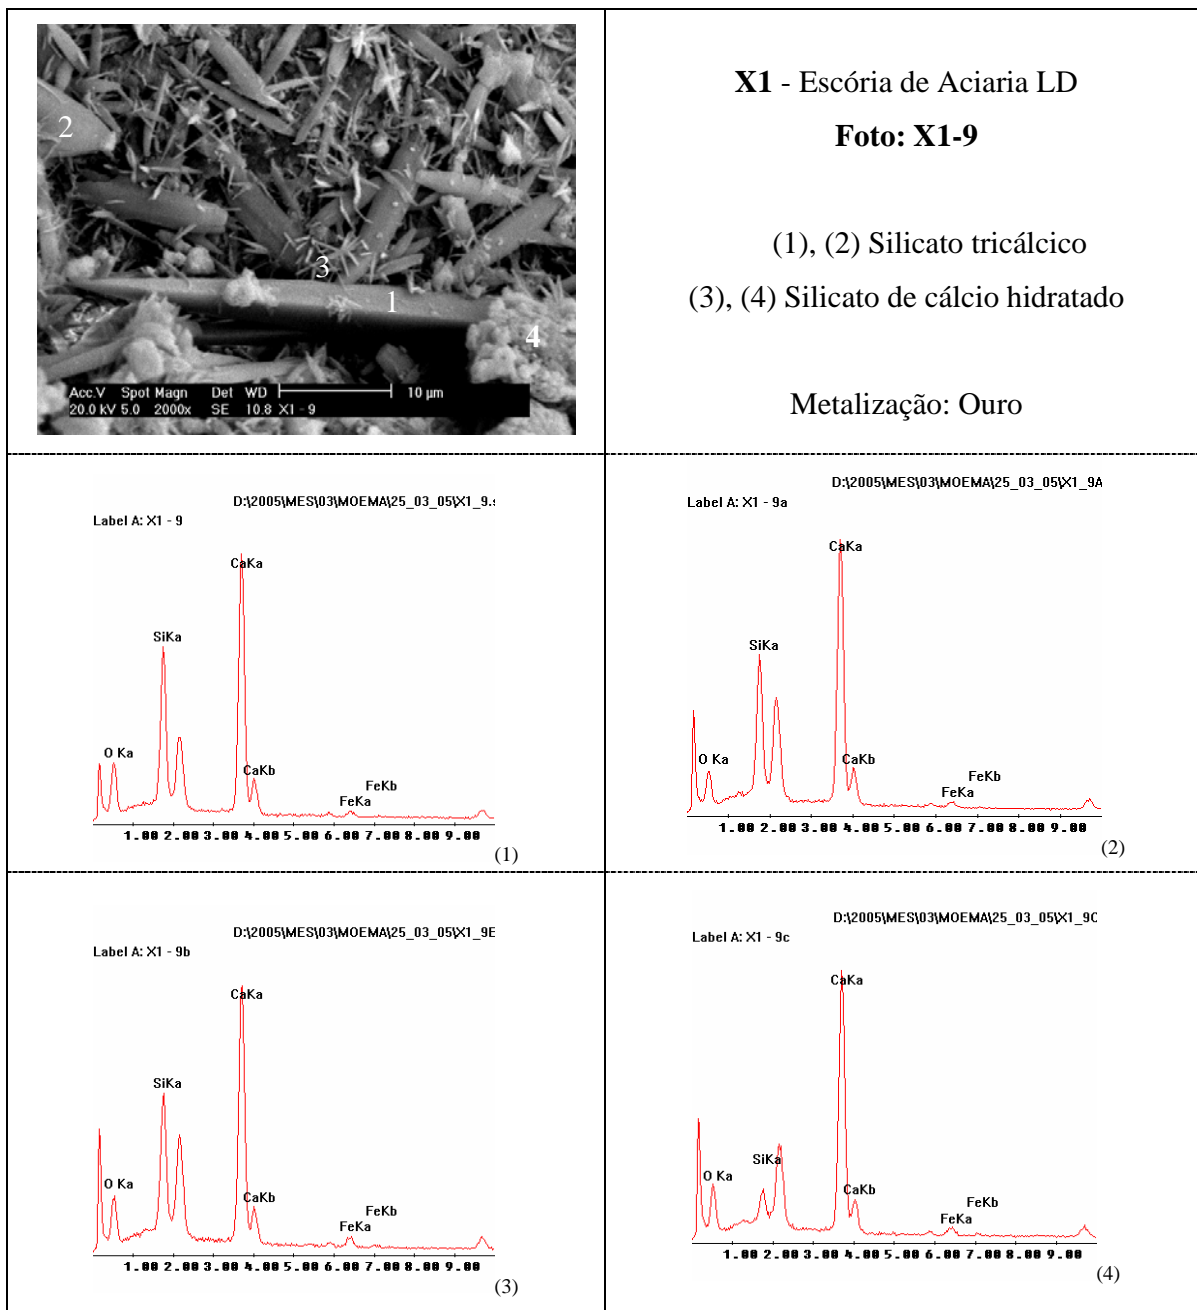 2
3
1
4
Acc.V Spot Magn Det WD 10 µm
20.0 kV 5.0 2000x SE 10.8 X1 - 9
X1 - Escória de Aciaria LD
Foto: X1-9
(1), (2) Silicato tricálcico
(3), (4) Silicato de cálcio hidratado
Metalização: Ouro
D:\2005\MES\03\MOEMA\25_03_05\X1_9.s
Label A: X1 - 9
CaKa
SiKa
O Ka
CaKb
FeKb
FeKa
1.00 2.00 3.00 4.00 5.00 6.00 7.00 8.00 9.00
(1)
D:\2005\MES\03\MOEMA\25_03_05\X1_9A
Label A: X1 - 9a
CaKa
SiKa
O Ka
CaKb
FeKb
FeKa
1.00 2.00 3.00 4.00 5.00 6.00 7.00 8.00 9.00
(2)
D:\2005\MES\03\MOEMA\25_03_05\X1_9E
Label A: X1 - 9b
CaKa
SiKa
O Ka
CaKb
FeKb
FeKa
1.00 2.00 3.00 4.00 5.00 6.00 7.00 8.00 9.00
(3)
D:\2005\MES\03\MOEMA\25_03_05\X1_9C
Label A: X1 - 9c
CaKa
SiKa
O Ka
CaKb
FeKb
FeKa
1.00 2.00 3.00 4.00 5.00 6.00 7.00 8.00 9.00
(4)